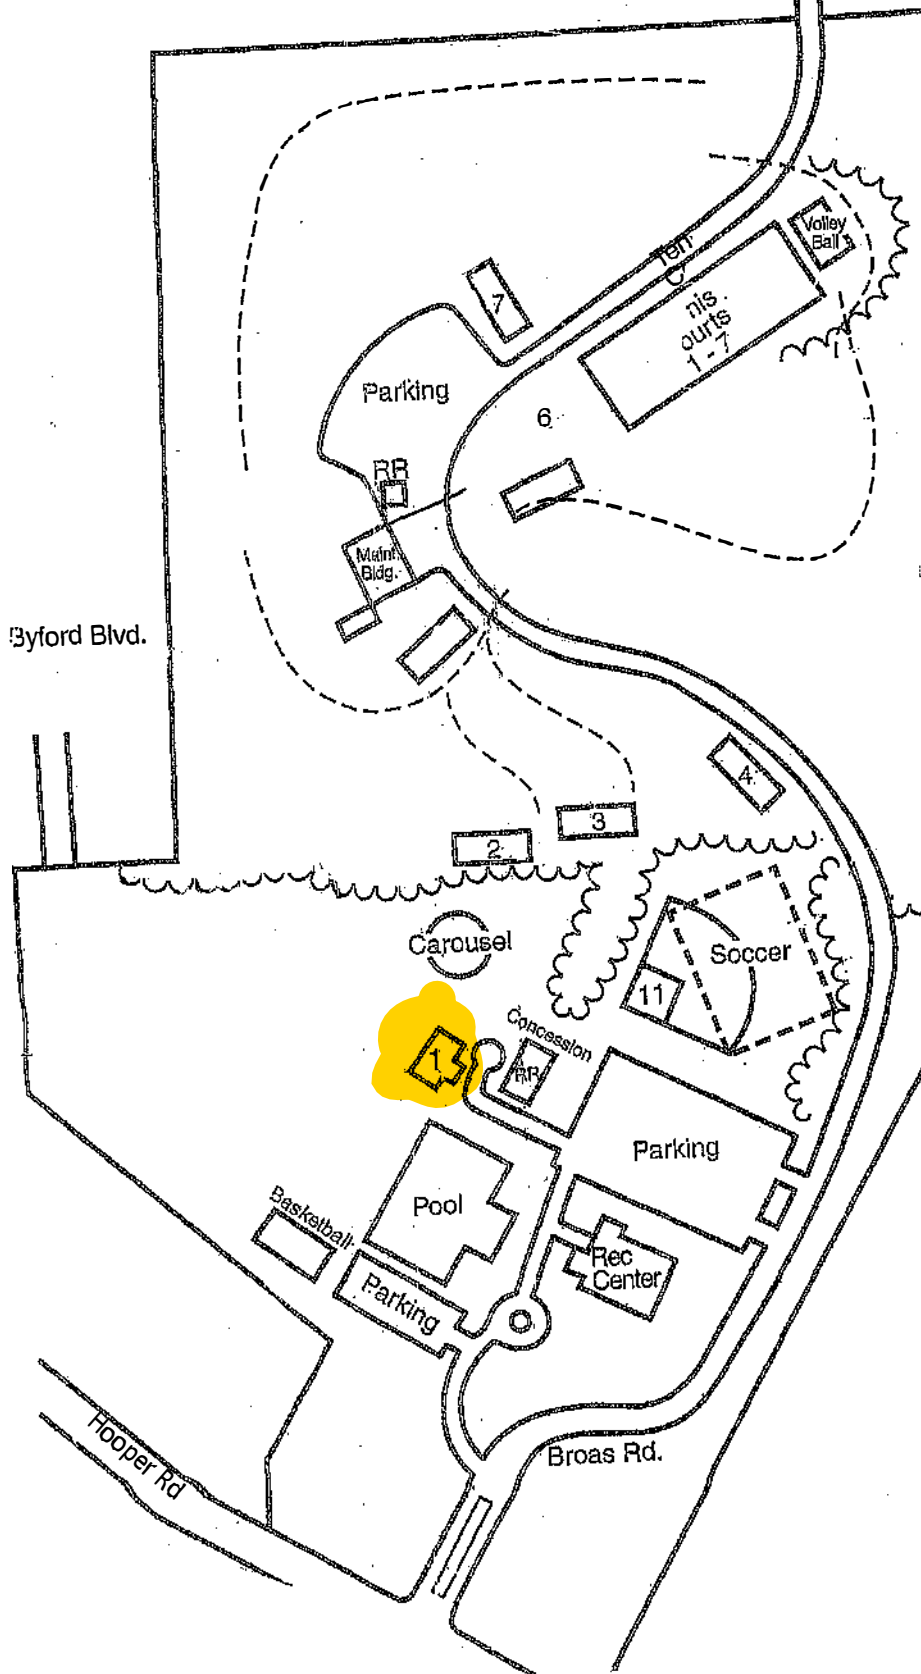 Volley
Ball
Ten
C
nis
ourts
1 - 7
7
Parking
6
RR
Maint.
Bldg.
Byford Blvd.
4
3
2
Carousel
Soccer
11
Concession
1
RR
Parking
Pool
Basketball
Rec
Center
Parking
Hooper Rd
Broas Rd.